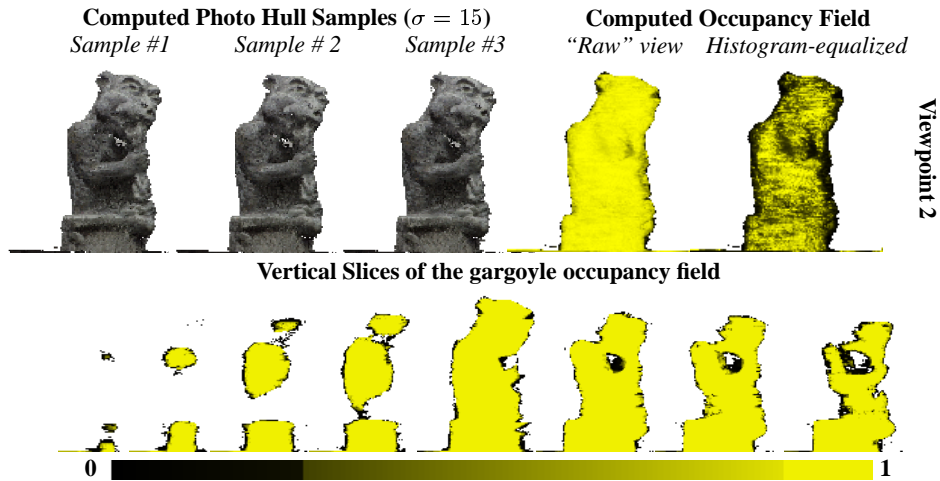 Computed Photo Hull Samples (σ = 15)
Computed Occupancy Field
Sample #1
Sample # 2
Sample #3
“Raw” view
Histogram-equalized
Viewpoint 2
Vertical Slices of the gargoyle occupancy field
0
1